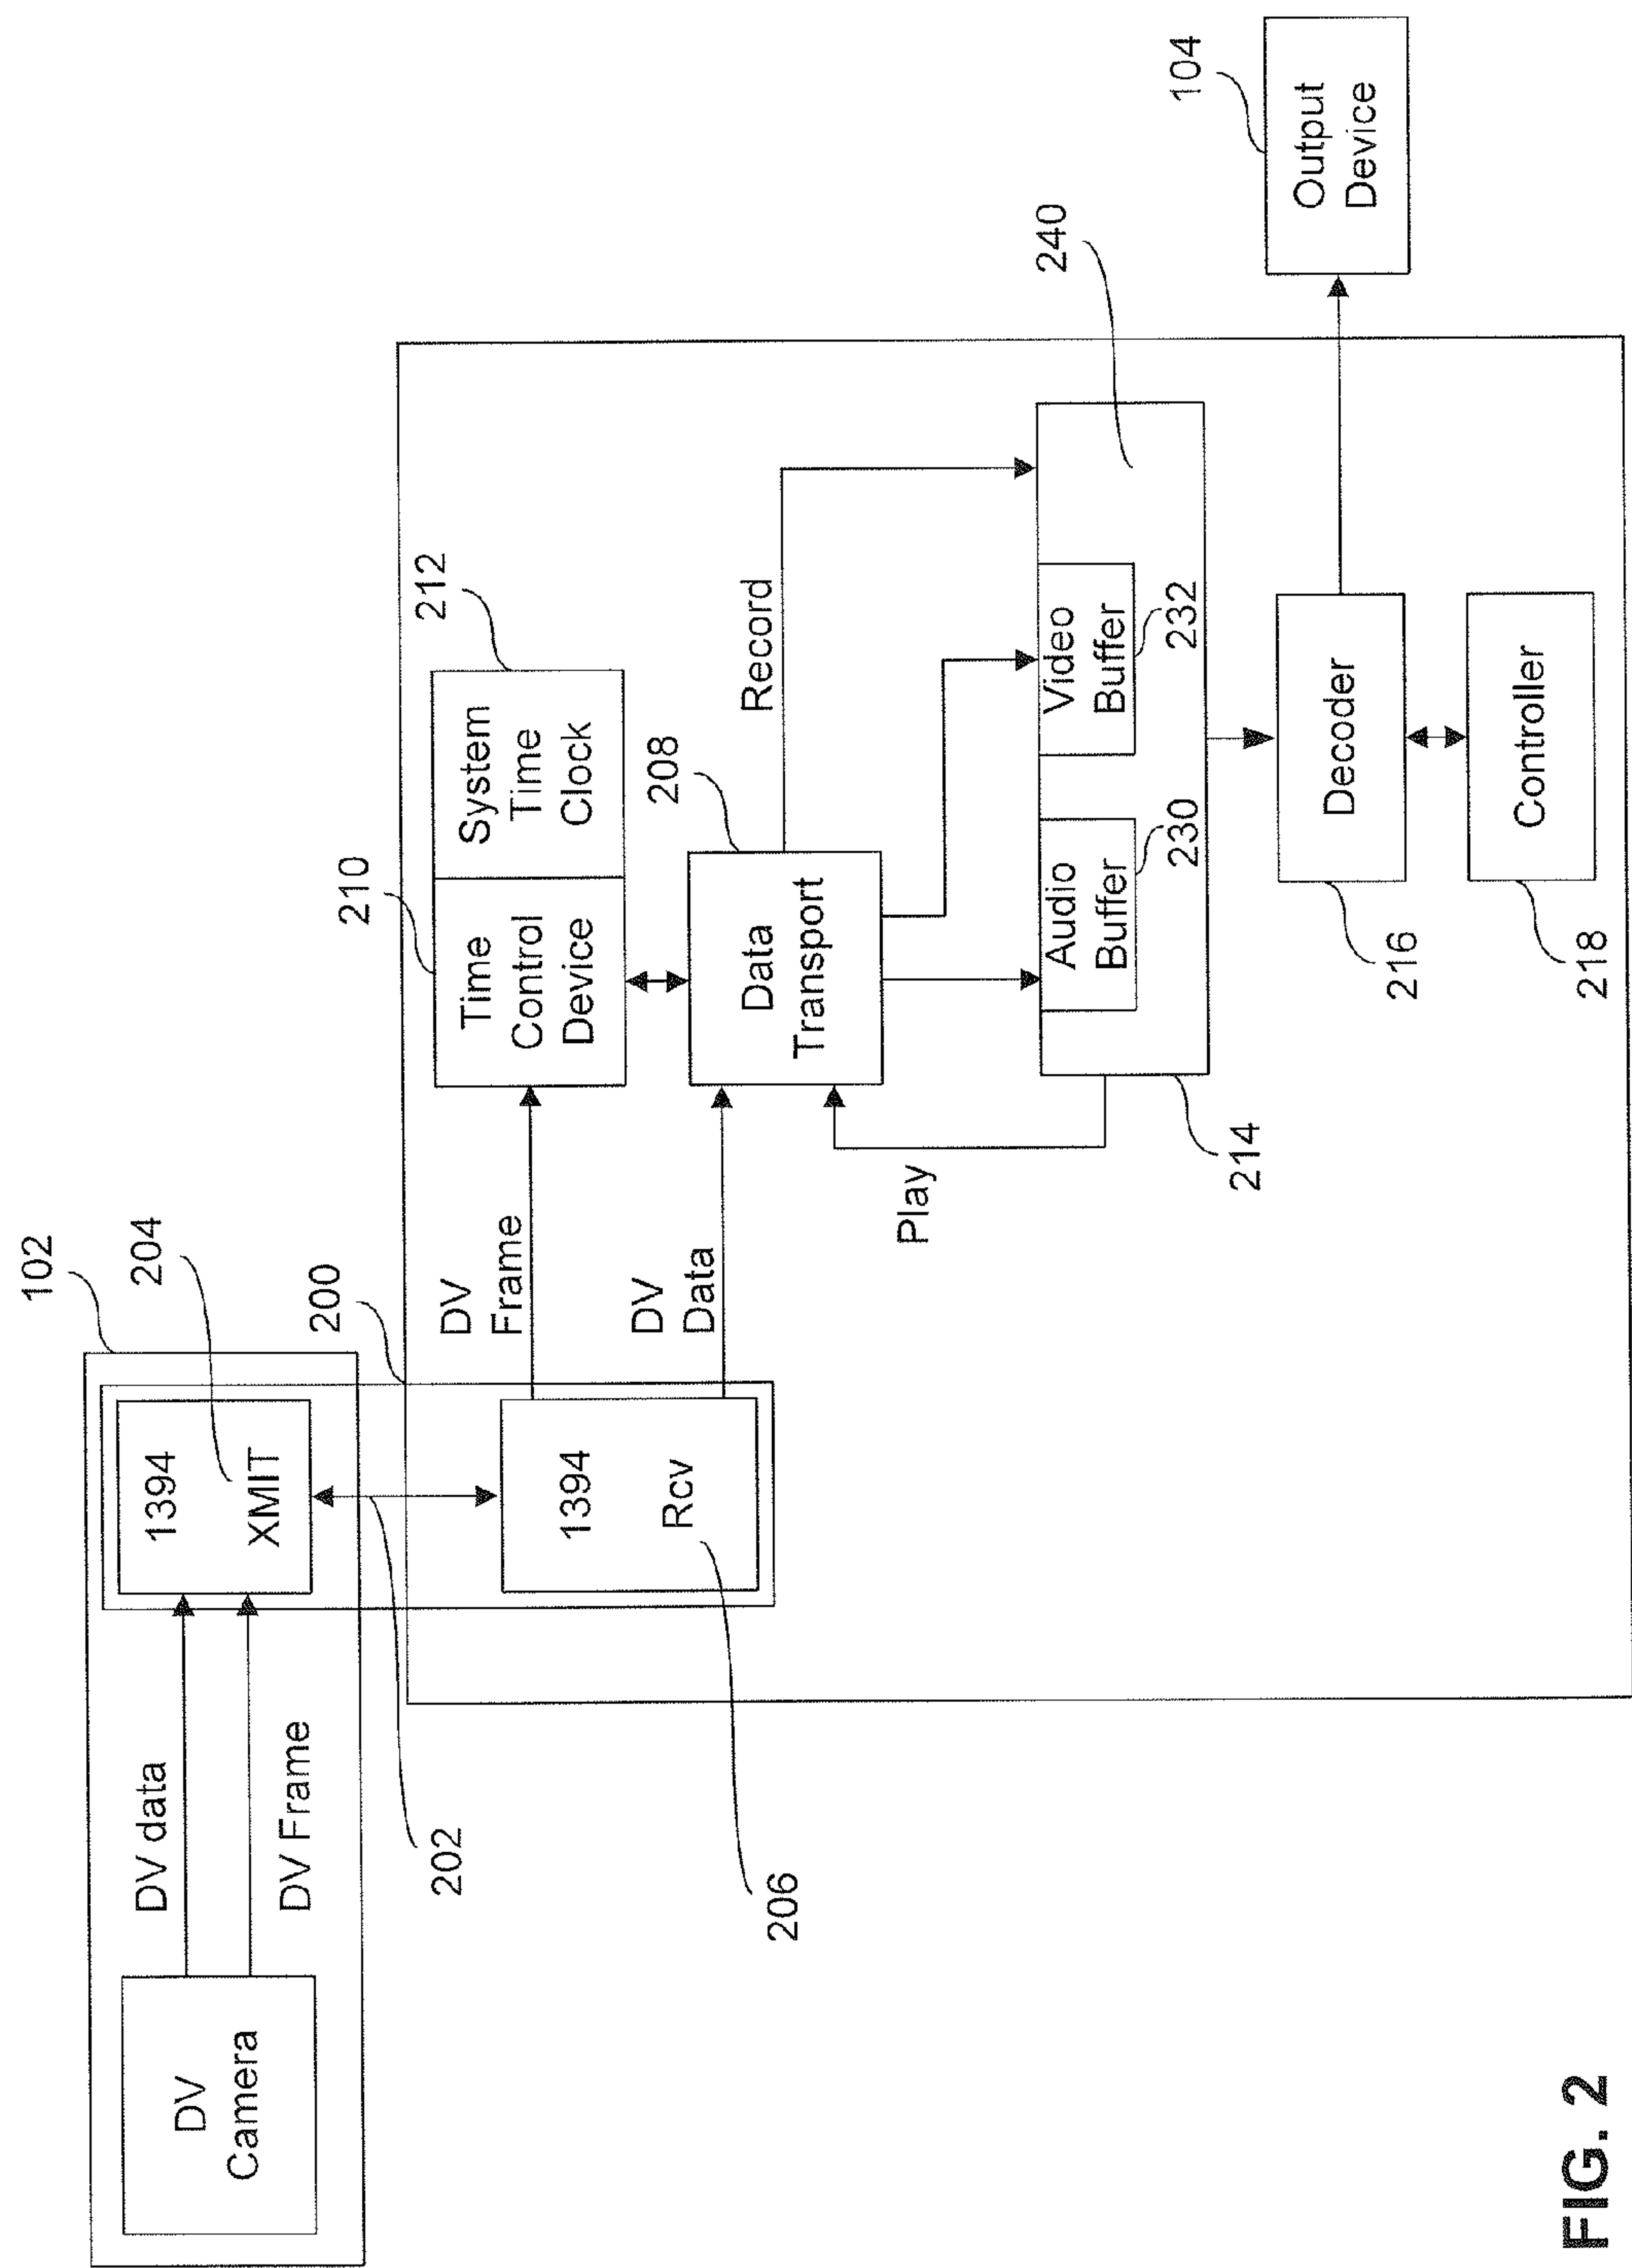 102
204
DV
Camera
DV data
DV Frame
1394
XMIT
202
200
206
1394
Rcv
DV
Frame
DV
Data
210
212
Time
Control
Device
System
Time
Clock
208
Data
Transport
Record
Play
240
214
Audio
Buffer
230
Video
Buffer
232
216
Decoder
218
Controller
104
Output
Device
FIG. 2